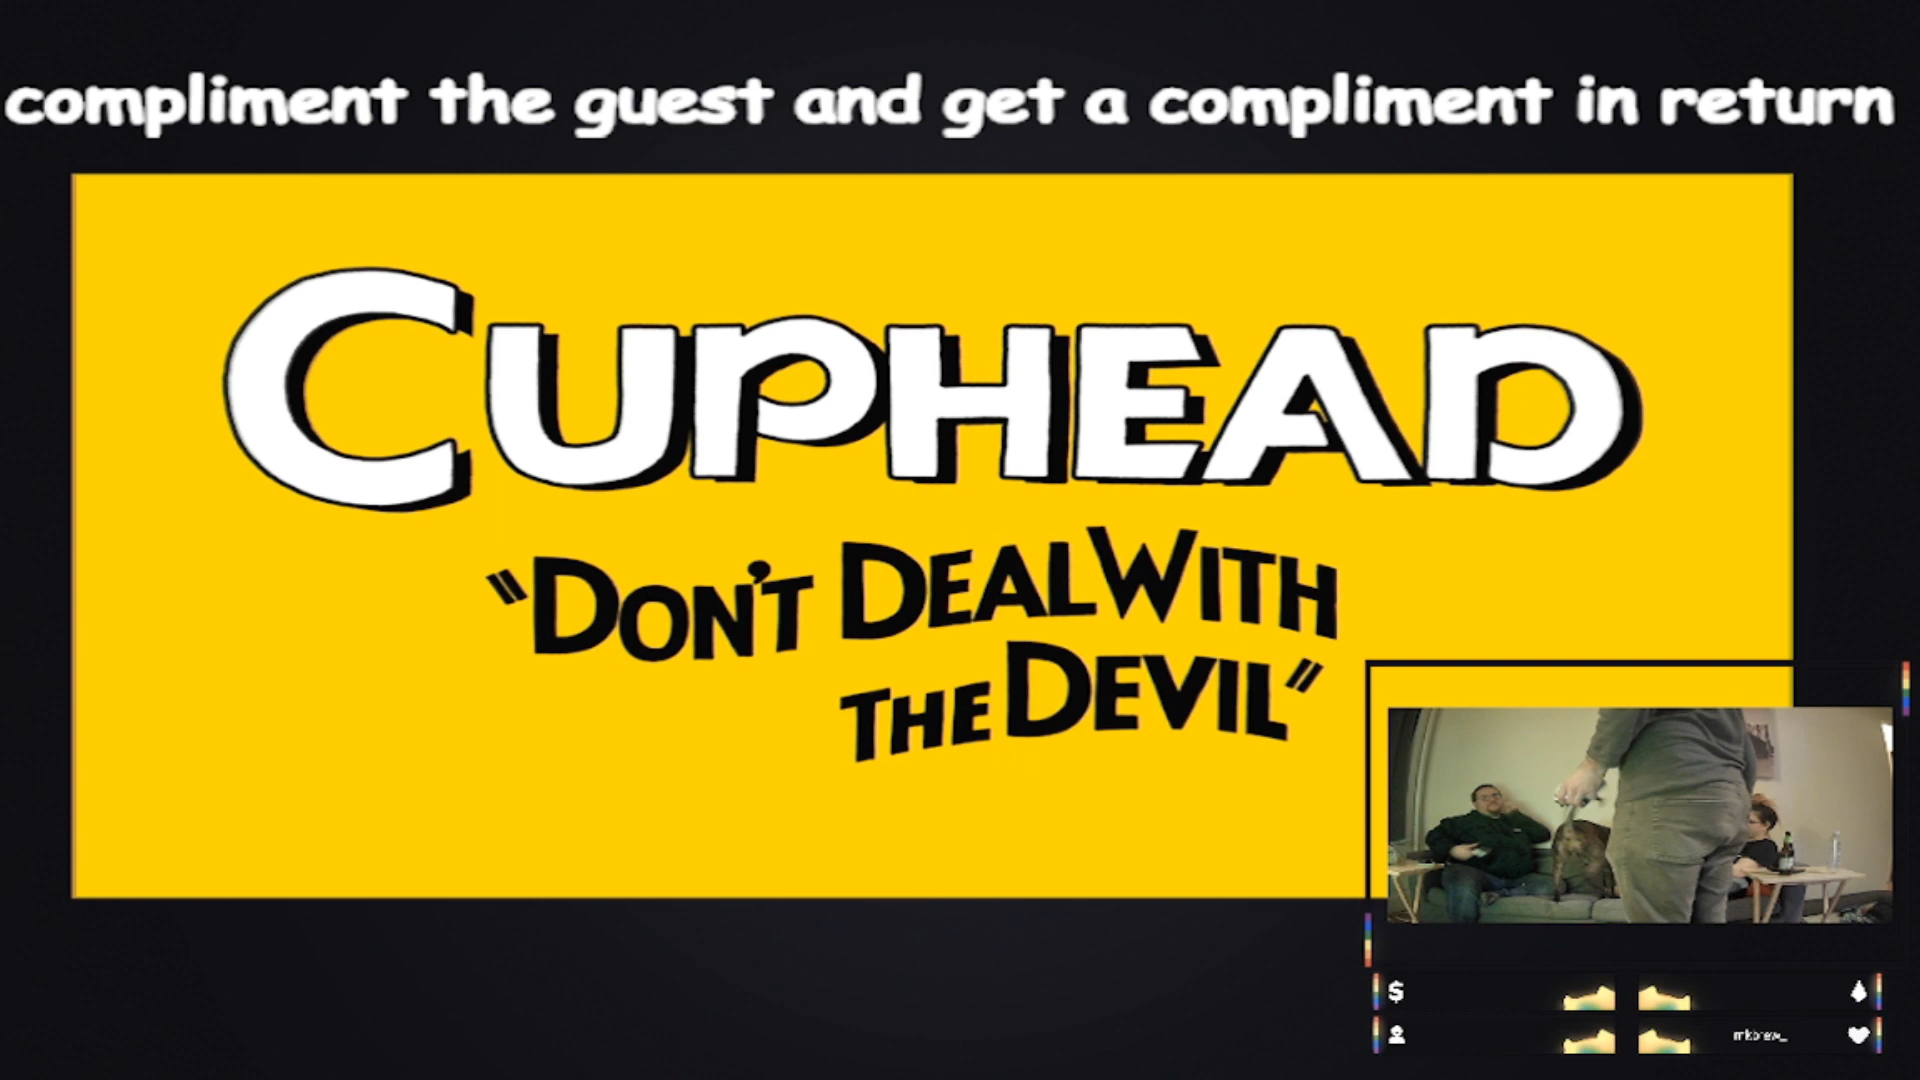 compliment the guest and get a compliment in return
CUPHEAD
"DON'T DEAL WITH
THE DEVIL"
$